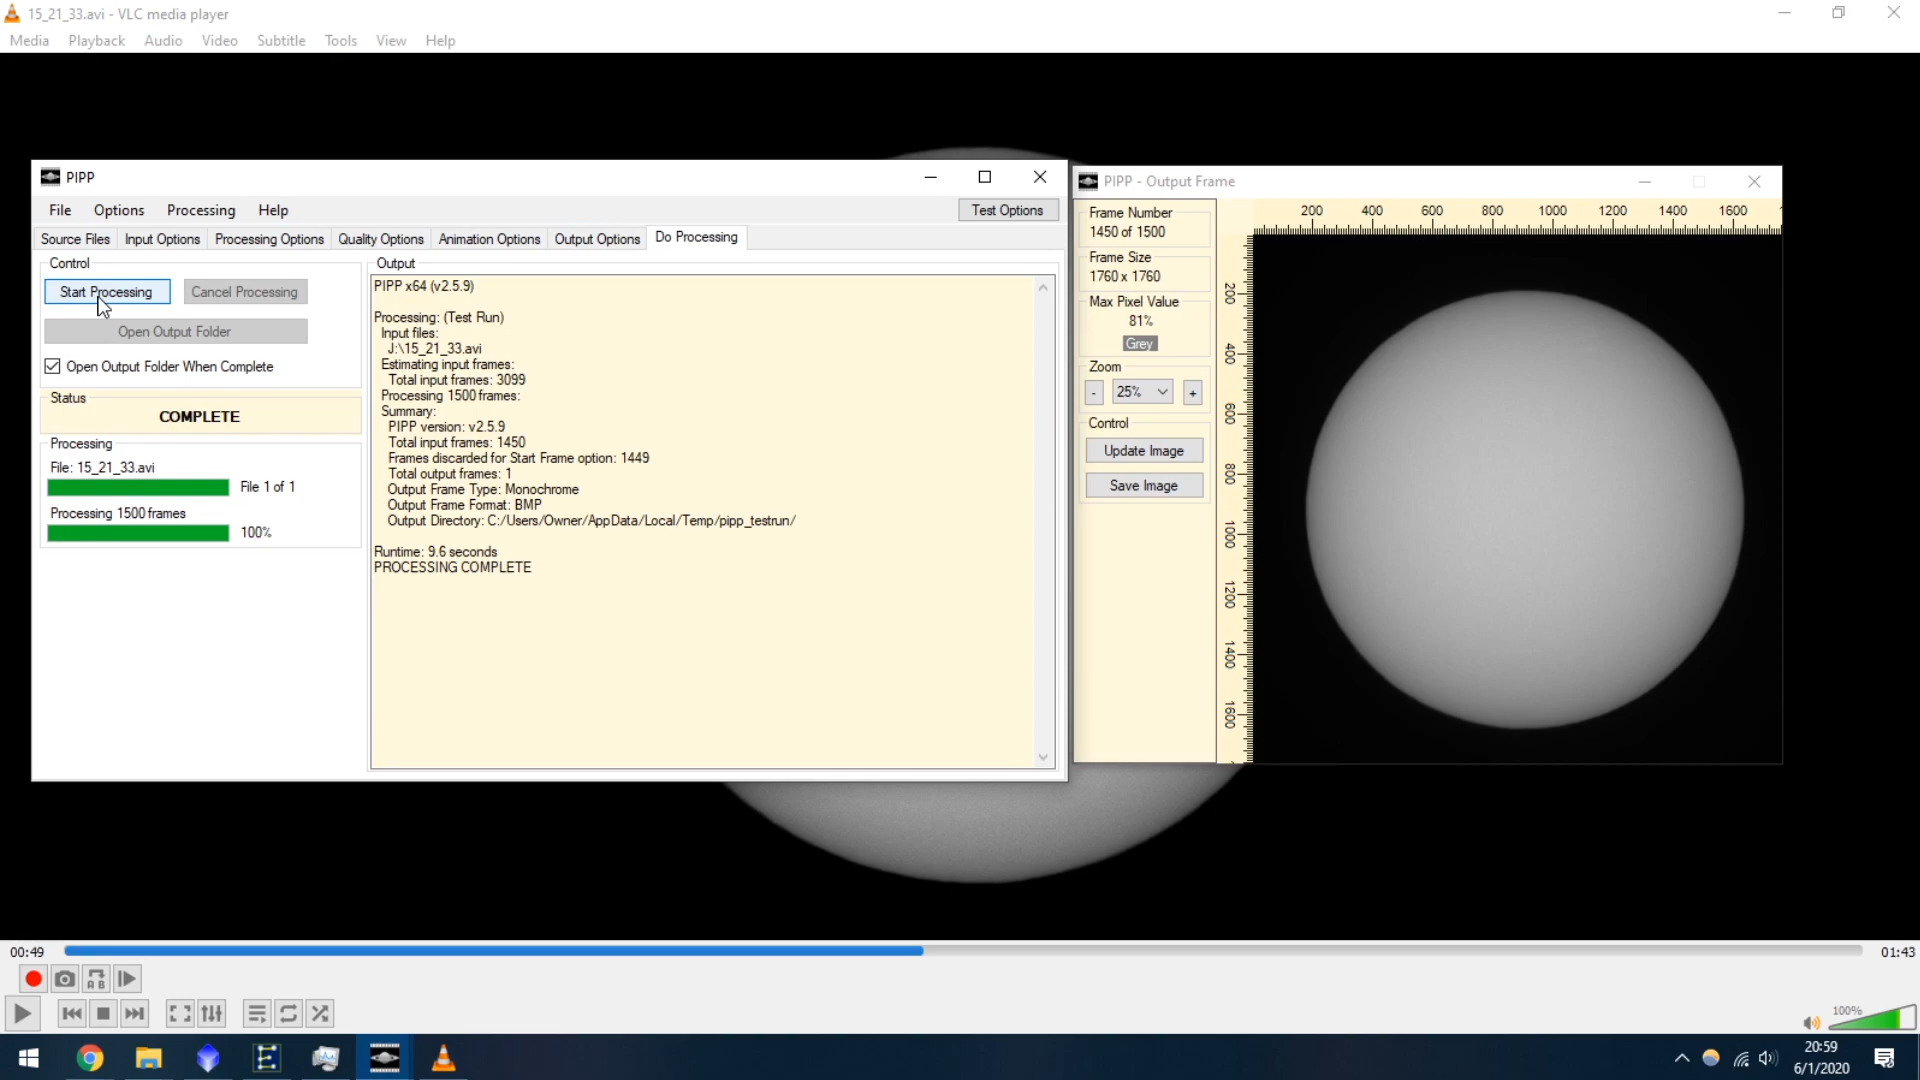 15_21_33.avi - VLC media player
Media Playback Audio Video Subtitle Tools View Help
PIPP
File Options Processing Help
Test Options
Source Files Input Options Processing Options Quality Options Animation Options Output Options Do Processing
Control
Start Processing Cancel Processing
Open Output Folder
Open Output Folder When Complete
Status
COMPLETE
Processing
File: 15_21_33.avi
File 1 of 1
Processing 1500 frames
100%
Output
PIPP x64 (v2.5.9)
Processing: (Test Run)
Input files:
J:\15_21_33.avi
Estimating input frames:
Total input frames: 3099
Processing 1500 frames:
Summary:
PIPP version: v2.5.9
Total input frames: 1450
Frames discarded for Start Frame option: 1449
Total output frames: 1
Output Frame Type: Monochrome
Output Frame Format: BMP
Output Directory: C:/Users/Owner/AppData/Local/Temp/pipp_testrun/
Runtime: 9.6 seconds
PROCESSING COMPLETE
PIPP - Output Frame
Frame Number
1450 of 1500
Frame Size
1760 x 1760
Max Pixel Value
81%
Grey
Zoom
- 25% +
Control
Update Image
Save Image
200 400 600 800 1000 1200 1400 1600
200
400
600
800
1000
1200
1400
1600
00:49
01:43
A B
100%
20:59
6/1/2020